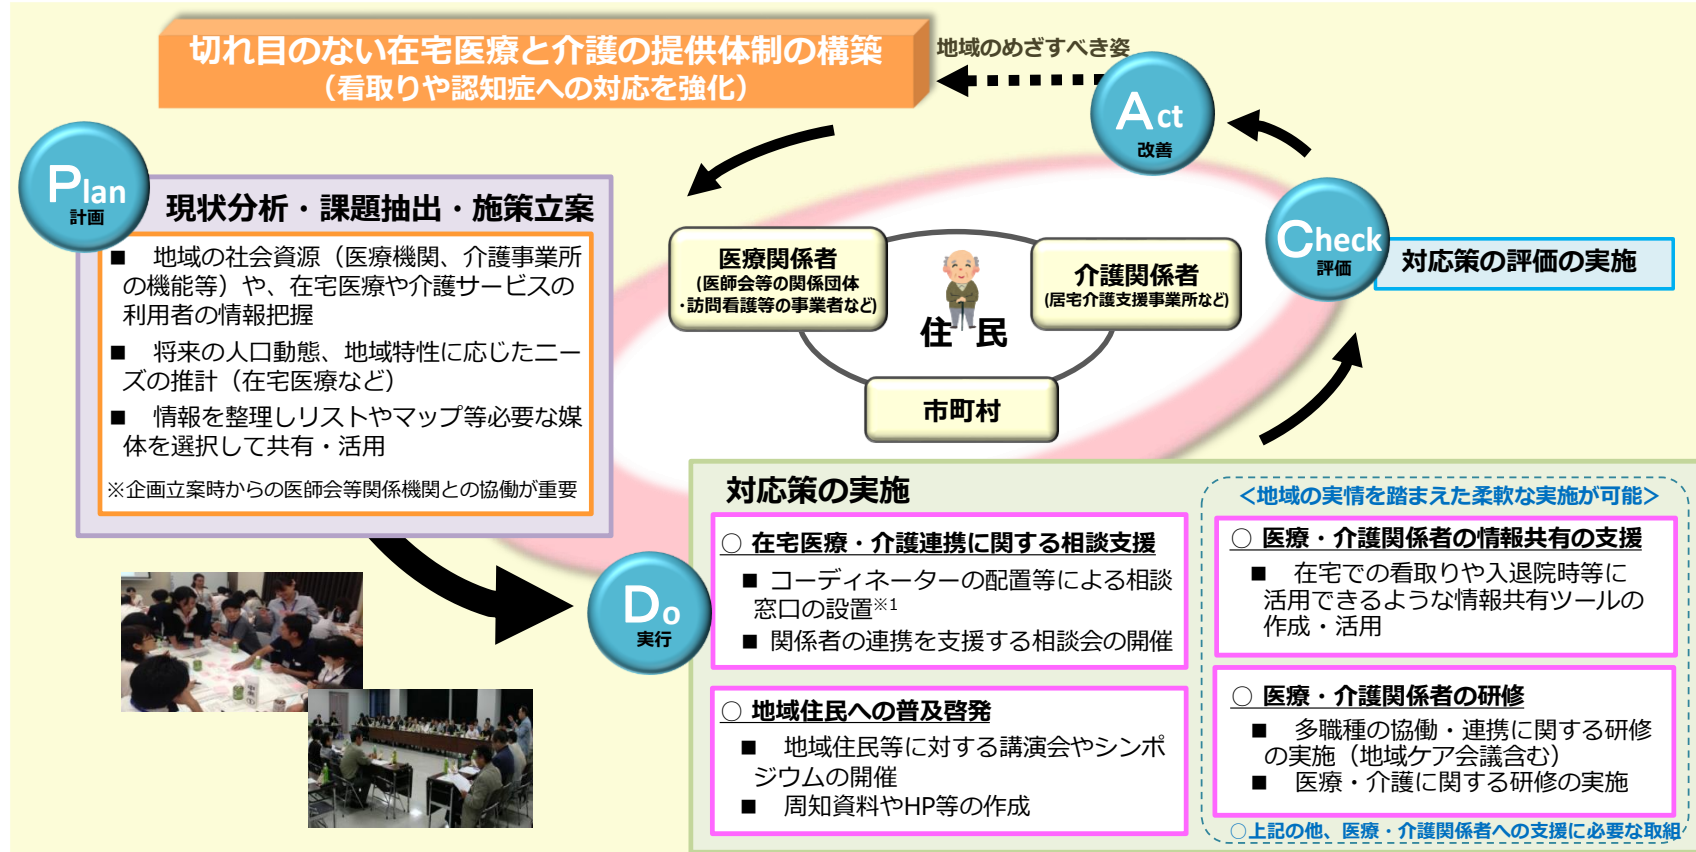 切れ目のない在宅医療と介護の提供体制の構築
（看取りや認知症への対応を強化）
地域のめざすべき姿
Act
改善
Plan
計画
現状分析・課題抽出・施策立案
■ 地域の社会資源（医療機関、介護事業所
の機能等）や、在宅医療や介護サービスの
利用者の情報把握
■ 将来の人口動態、地域特性に応じたニー
ズの推計（在宅医療など）
■ 情報を整理しリストやマップ等必要な媒
体を選択して共有・活用
※企画立案時からの医師会等関係機関との協働が重要
医療関係者
(医師会等の関係団体
・訪問看護等の事業者など)
介護関係者
(居宅介護支援事業所など)
住 民
市町村
Check
評価
対応策の評価の実施
Do
実行
対応策の実施
○ 在宅医療・介護連携に関する相談支援
■ コーディネーターの配置等による相談
窓口の設置※1
■ 関係者の連携を支援する相談会の開催
○ 地域住民への普及啓発
■ 地域住民等に対する講演会やシンポ
ジウムの開催
■ 周知資料やHP等の作成
＜地域の実情を踏まえた柔軟な実施が可能＞
○ 医療・介護関係者の情報共有の支援
■ 在宅での看取りや入退院時等に
活用できるような情報共有ツールの
作成・活用
○ 医療・介護関係者の研修
■ 多職種の協働・連携に関する研修
の実施（地域ケア会議含む）
■ 医療・介護に関する研修の実施
○上記の他、医療・介護関係者への支援に必要な取組